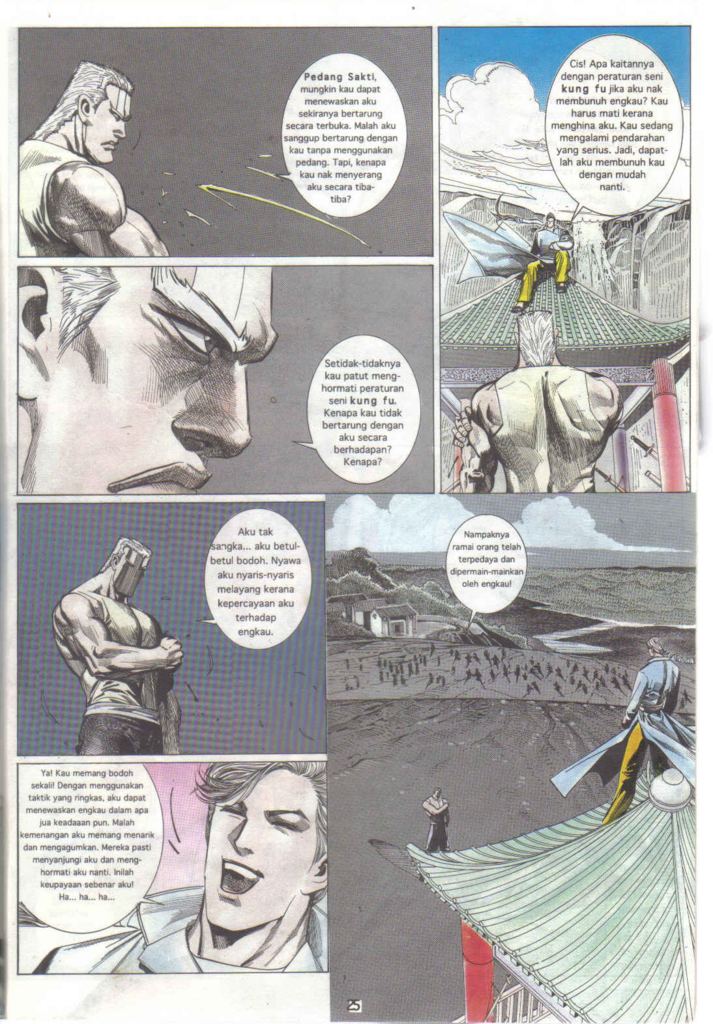 Pedang Sakti,
mungkin kau dapat
menewaskan aku
sekiranya bertarung
secara terbuka. Malah aku
sanggup bertarung dengan
kau tanpa menggunakan
pedang. Tapi, kenapa
kau nak menyerang
aku secara tiba-
tiba?
Cis! Apa kaitannya
dengan peraturan seni
kung fu jika aku nak
membunuh engkau? Kau
harus mati kerana
menghina aku. Kau sedang
mengalami pendarahan
yang serius. Jadi, dapat-
lah aku membunuh kau
dengan mudah
nanti.
Setidak-tidaknya
kau patut meng-
hormati peraturan
seni kung fu.
Kenapa kau tidak
bertarung dengan
aku secara
berhadapan?
Kenapa?
Aku tak
sangka... aku betul-
betul bodoh. Nyawa
aku nyaris-nyaris
melayang kerana
kepercayaan aku
terhadap
engkau.
Nampaknya
ramai orang telah
terpedaya dan
dipermain-mainkan
oleh engkau!
Ya! Kau memang bodoh
sekali! Dengan menggunakan
taktik yang ringkas, aku dapat
menewaskan engkau dalam apa
jua keadaaan pun. Malah
kemenangan aku memang menarik
dan mengagumkan. Mereka pasti
menyanjungi aku dan meng-
hormati aku nanti. Inilah
keupayaan sebenar aku!
Ha... ha... ha...
25